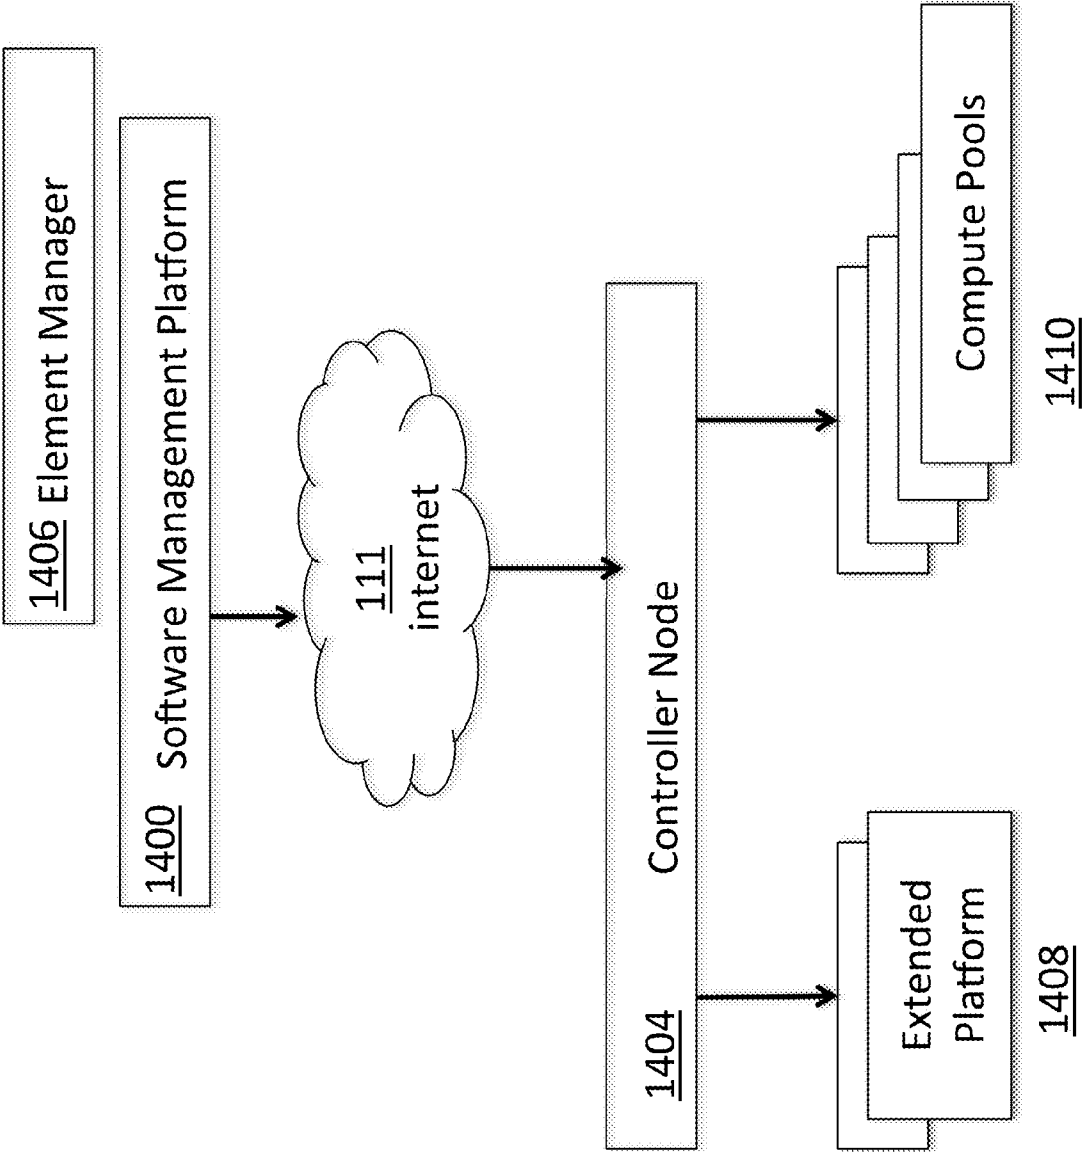 1406 Element Manager
1400 Software Management Platform
111
internet
1404 Controller Node
Extended
Platform
1408
Compute Pools
1410